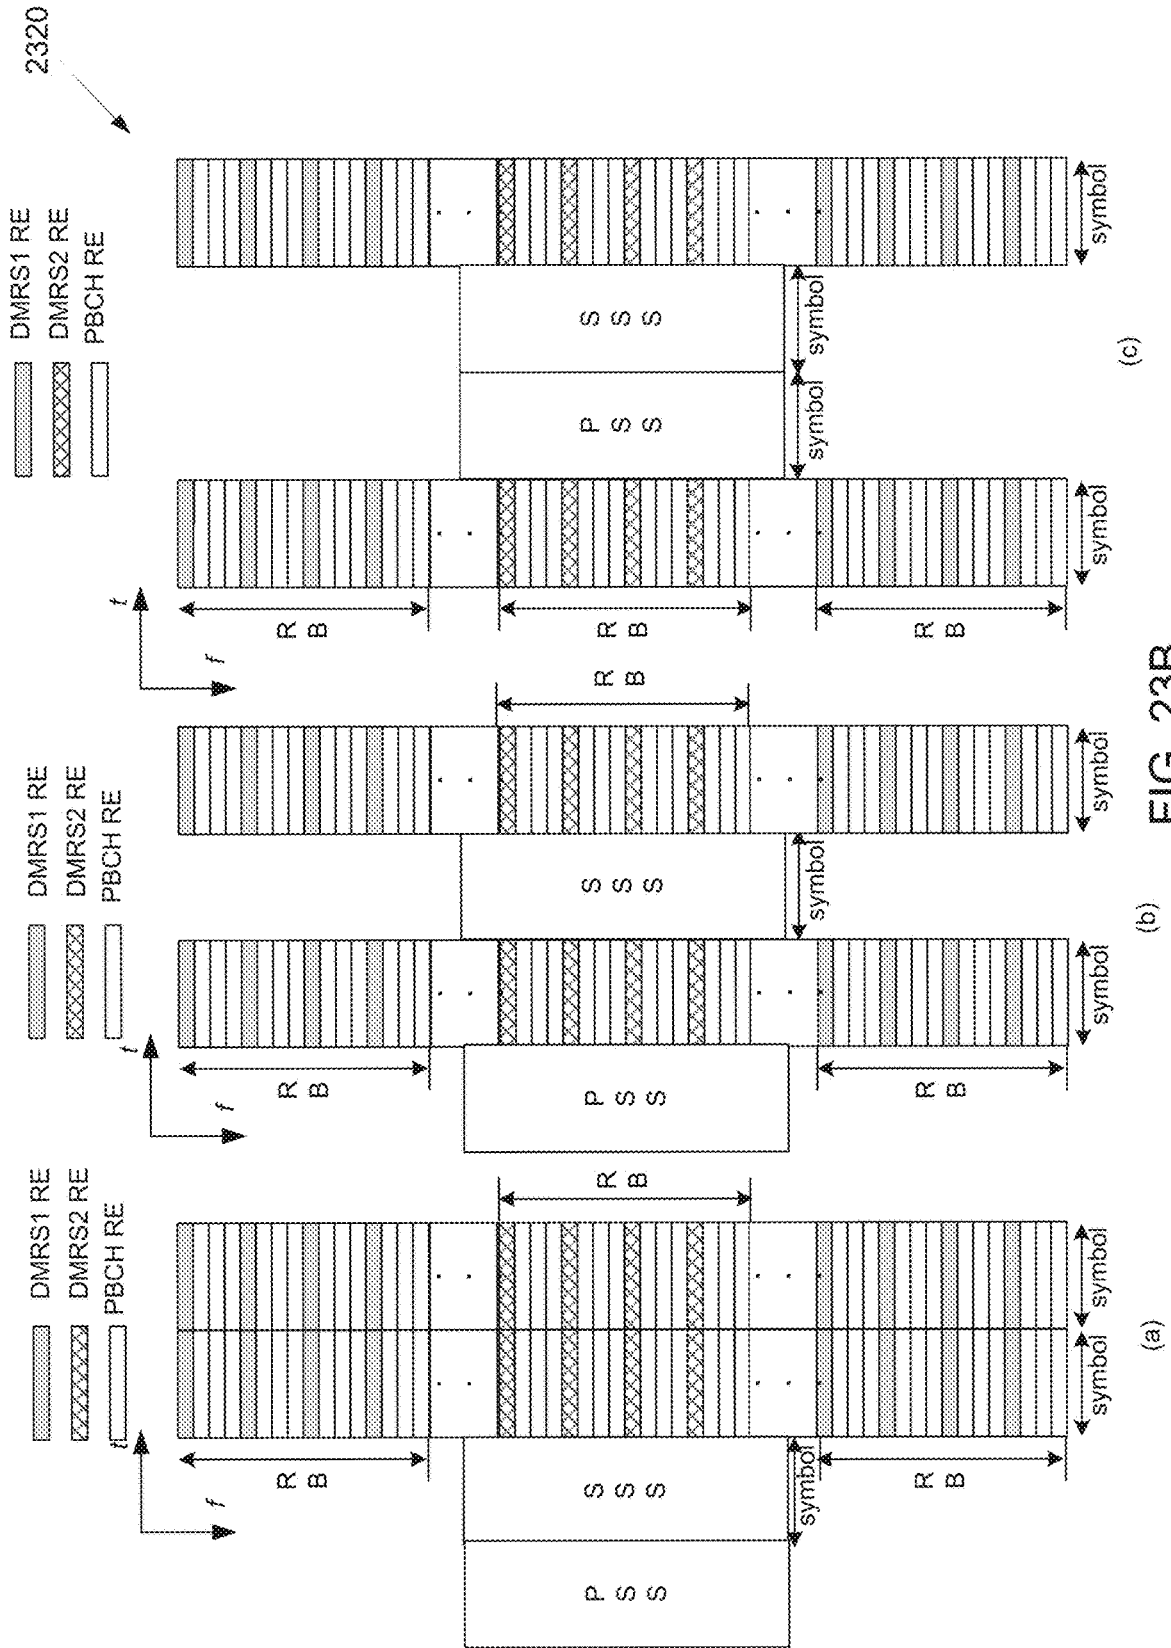 2320
DMRS1 RE
DMRS2 RE
PBCH RE
t
f
R B
R B
R B
P S S
S S S
symbol
symbol
symbol
(a)
DMRS1 RE
DMRS2 RE
PBCH RE
t
f
R B
R B
R B
P S S
S S S
symbol
symbol
symbol
(b)
DMRS1 RE
DMRS2 RE
PBCH RE
t
f
R B
R B
R B
P S S
S S S
symbol
symbol
symbol
symbol
(c)
FIG. 23B